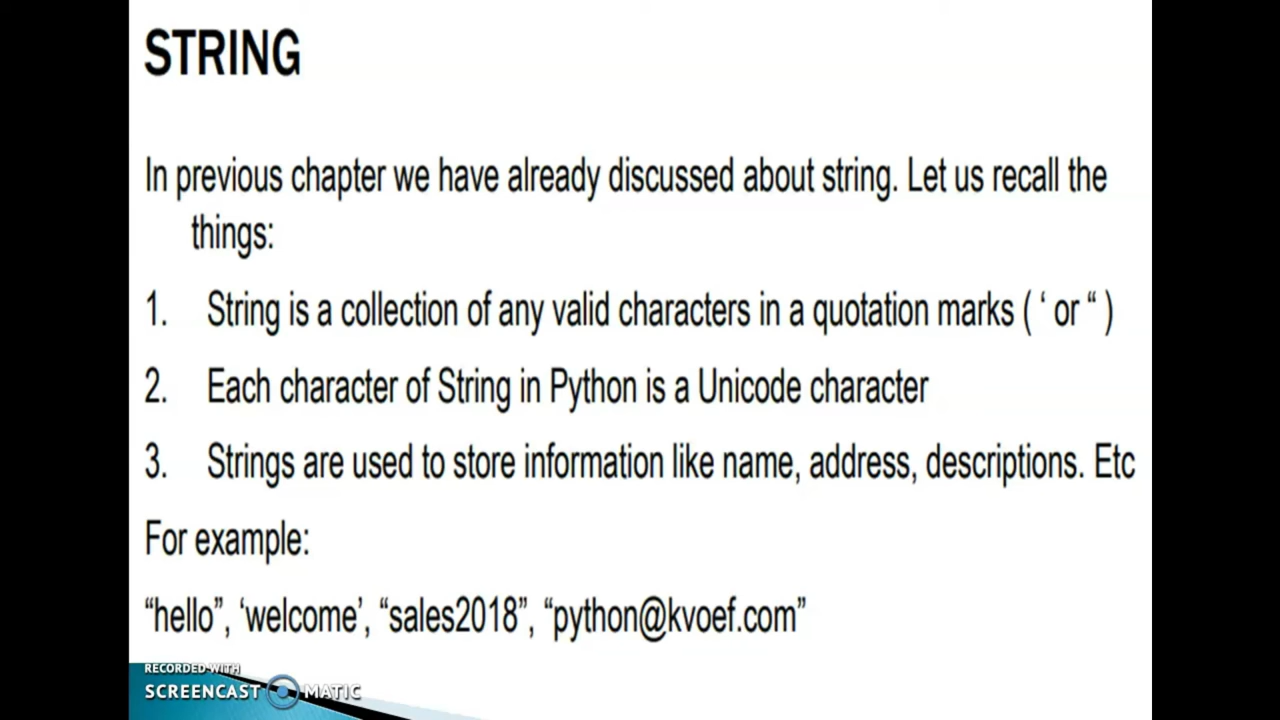 STRING
In previous chapter we have already discussed about string. Let us recall the
things:
1. String is a collection of any valid characters in a quotation marks ( ‘ or “ )
2. Each character of String in Python is a Unicode character
3. Strings are used to store information like name, address, descriptions. Etc
For example:
“hello”, ‘welcome’, “sales2018”, “python@kvoef.com”
RECORDED WITH
SCREENCAST MATIC